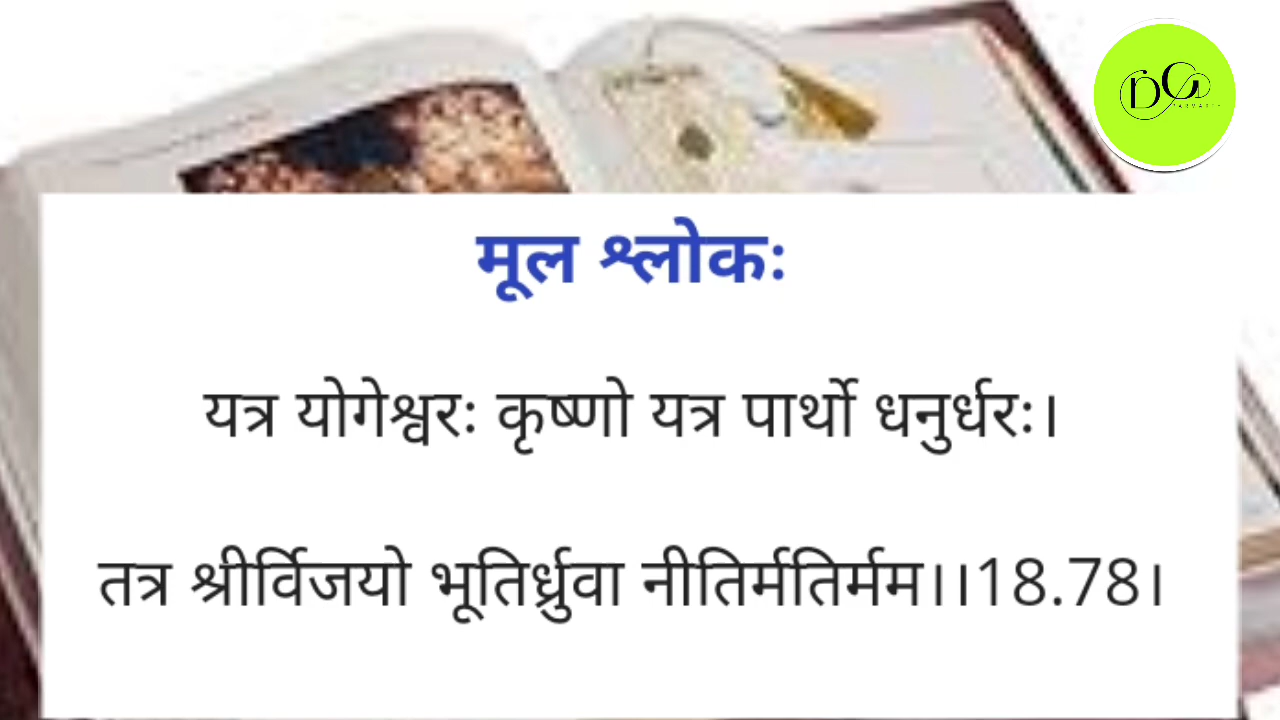 मूल श्लोकः
यत्र योगेश्वरः कृष्णो यत्र पार्थो धनुर्धरः।
तत्र श्रीर्विजयो भूतिर्ध्रुवा नीतिर्मतिर्मम।।18.78।